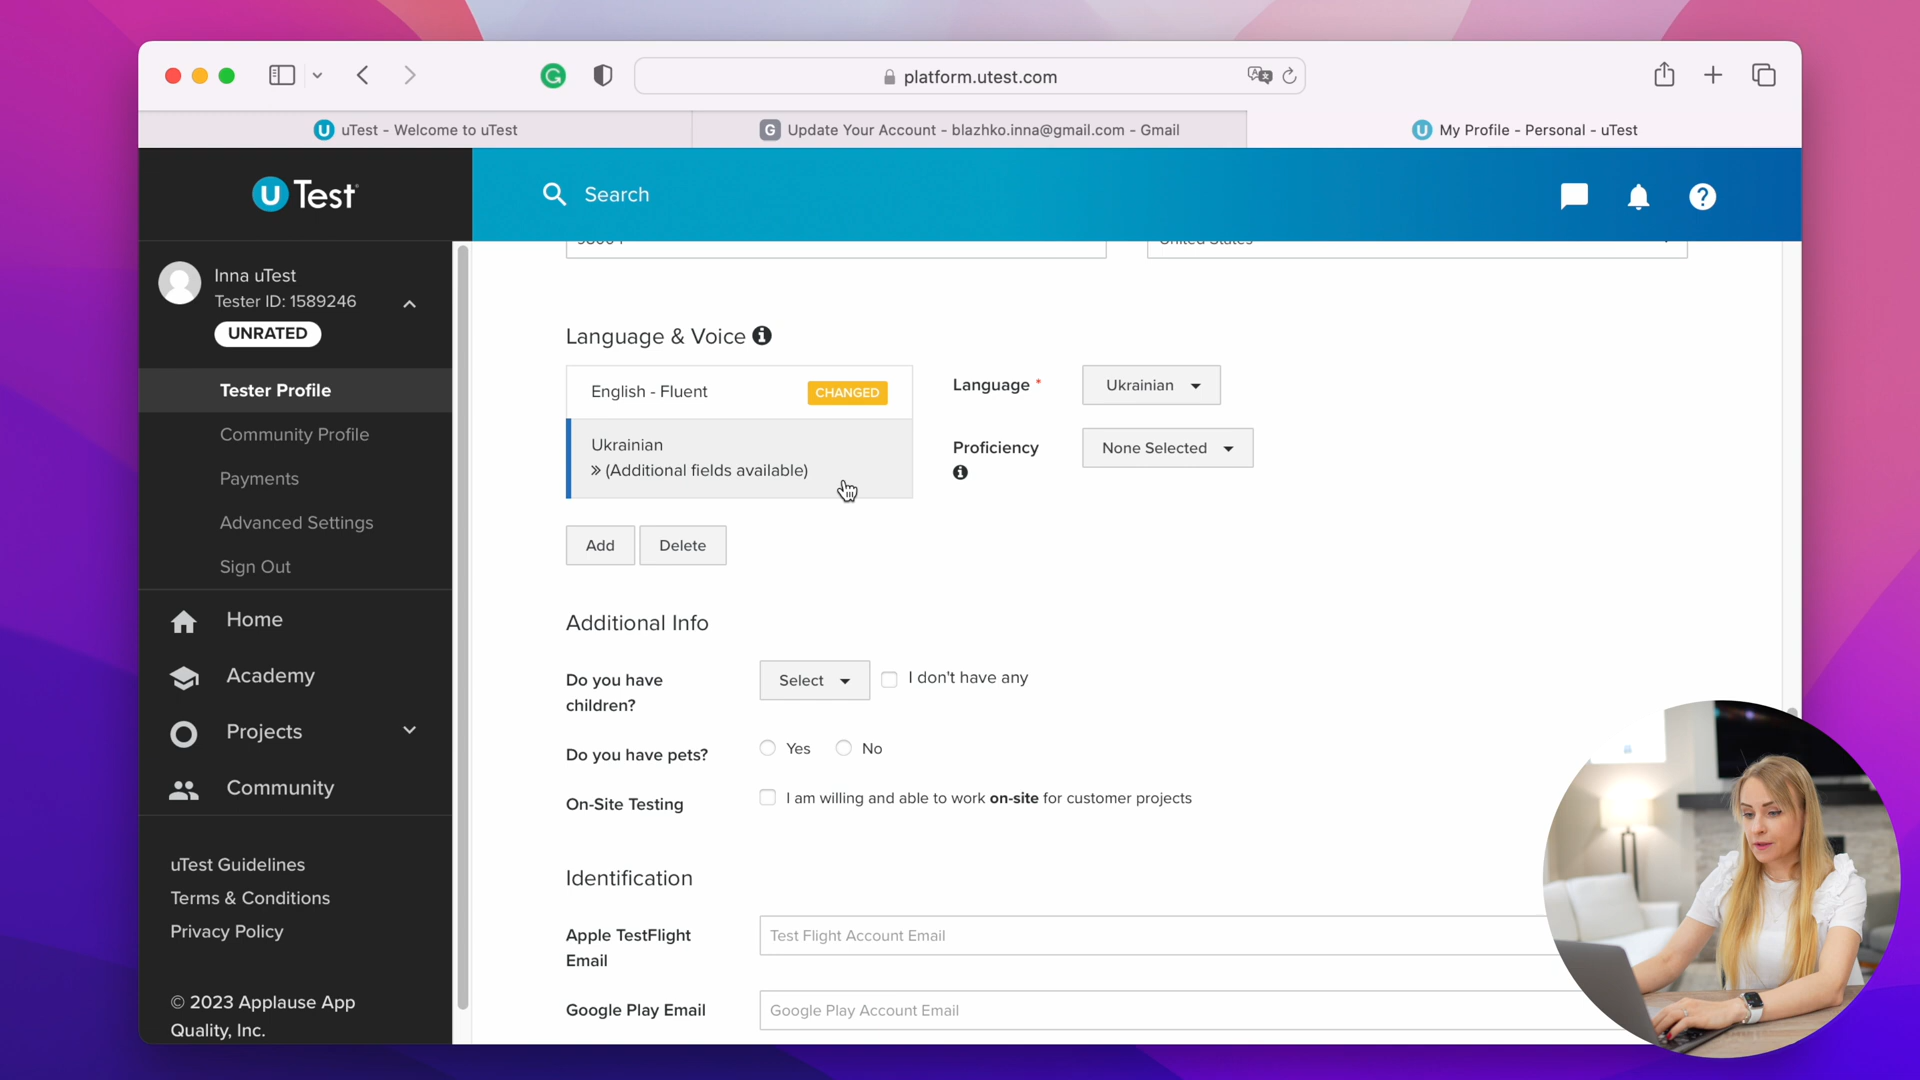 platform.utest.com
uTest - Welcome to uTest
Update Your Account - blazhko.inna@gmail.com - Gmail
My Profile - Personal - uTest
U Test
Search
Inna uTest
Tester ID: 1589246
UNRATED
Tester Profile
Community Profile
Payments
Advanced Settings
Sign Out
Home
Academy
Projects
Community
uTest Guidelines
Terms & Conditions
Privacy Policy
© 2023 Applause App
Quality, Inc.
United States
Language & Voice
English - Fluent
CHANGED
Ukrainian
» (Additional fields available)
Language *
Ukrainian
Proficiency
None Selected
Add
Delete
Additional Info
Do you have
children?
Select
I don't have any
Do you have pets?
Yes
No
On-Site Testing
I am willing and able to work on-site for customer projects
Identification
Apple TestFlight
Email
Test Flight Account Email
Google Play Email
Google Play Account Email